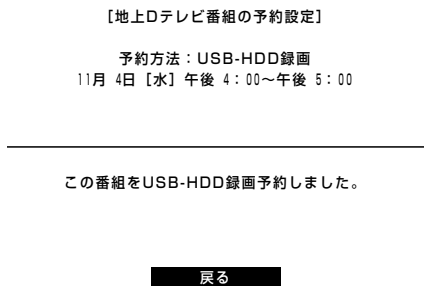 ［地上Dテレビ番組の予約設定］
予約方法：USB-HDD録画
11月 4日［水］午後 4：00～午後 5：00
この番組をUSB-HDD録画予約しました。
戻る